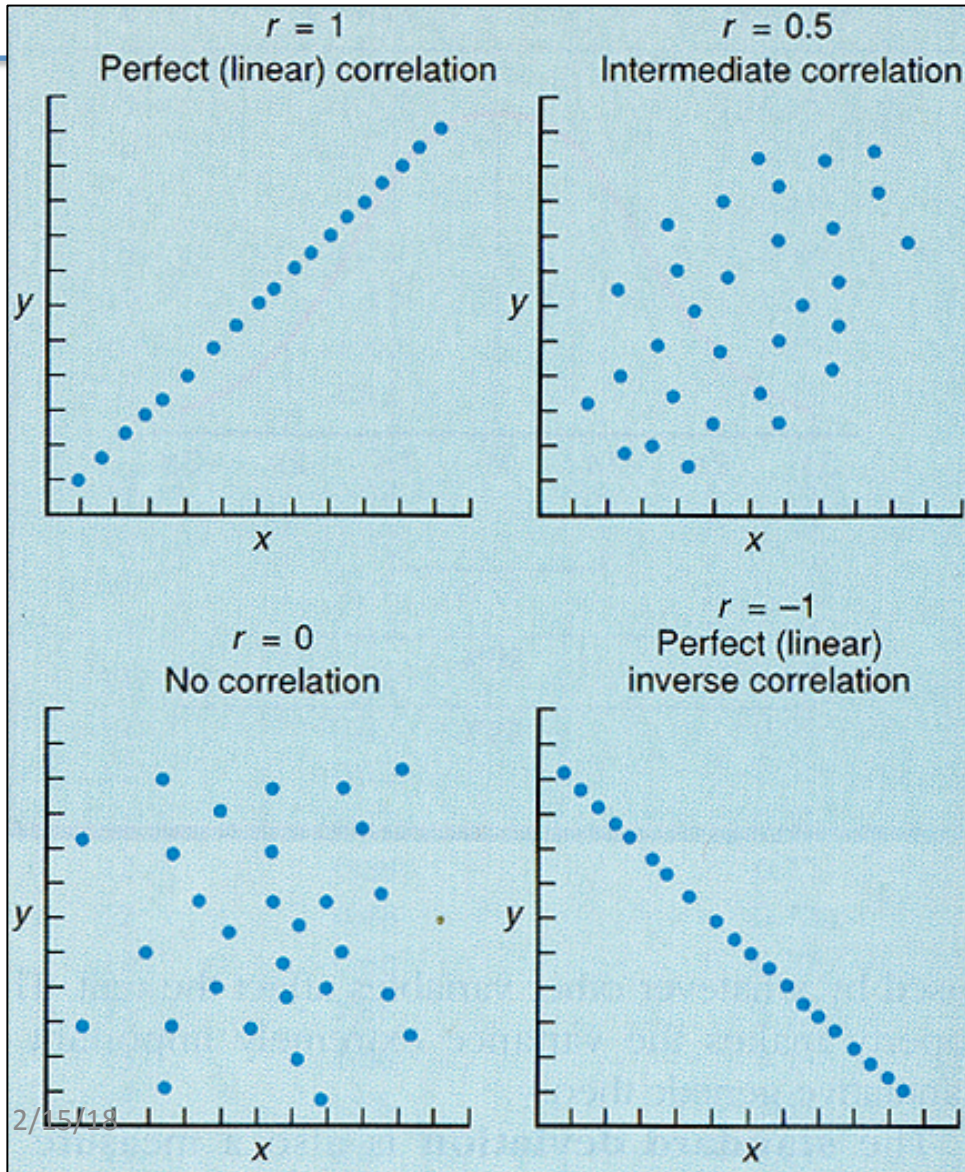 r = 1
Perfect (linear) correlation
y
x
r = 0.5
Intermediate correlation
y
x
r = 0
No correlation
y
x
r = –1
Perfect (linear)
inverse correlation
y
x
2/15/18